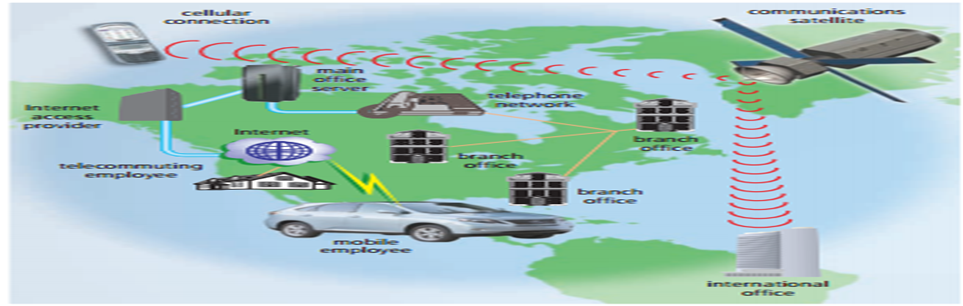 cellular
connection
communications
satellite
main
office
server
telephone
network
Internet
access
provider
Internet
branch
office
branch
office
telecommuting
employee
branch
office
mobile
employee
international
office